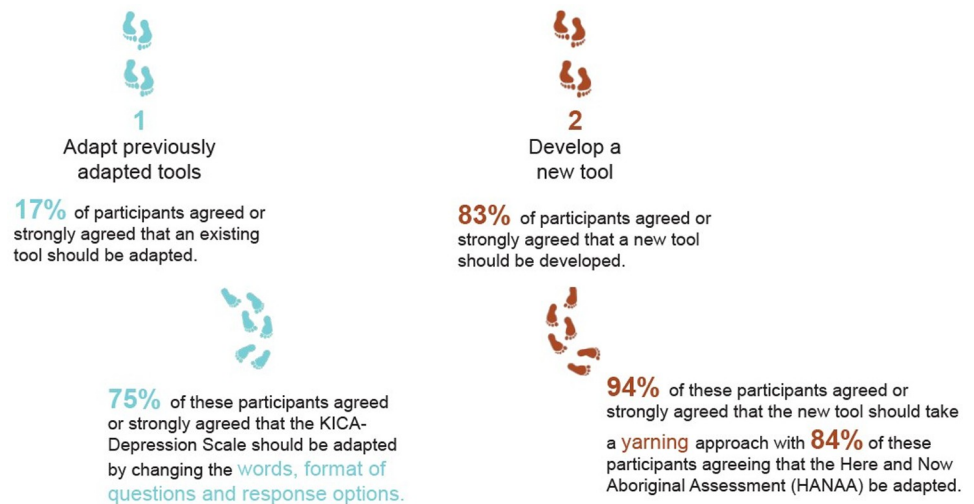 1
Adapt previously
adapted tools
17% of participants agreed or
strongly agreed that an existing
tool should be adapted.
75% of these participants agreed
or strongly agreed that the KICA-
Depression Scale should be adapted
by changing the words, format of
questions and response options.
2
Develop a
new tool
83% of participants agreed or
strongly agreed that a new tool
should be developed.
94% of these participants agreed or
strongly agreed that the new tool should take
a yarning approach with 84% of these
participants agreeing that the Here and Now
Aboriginal Assessment (HANAA) be adapted.